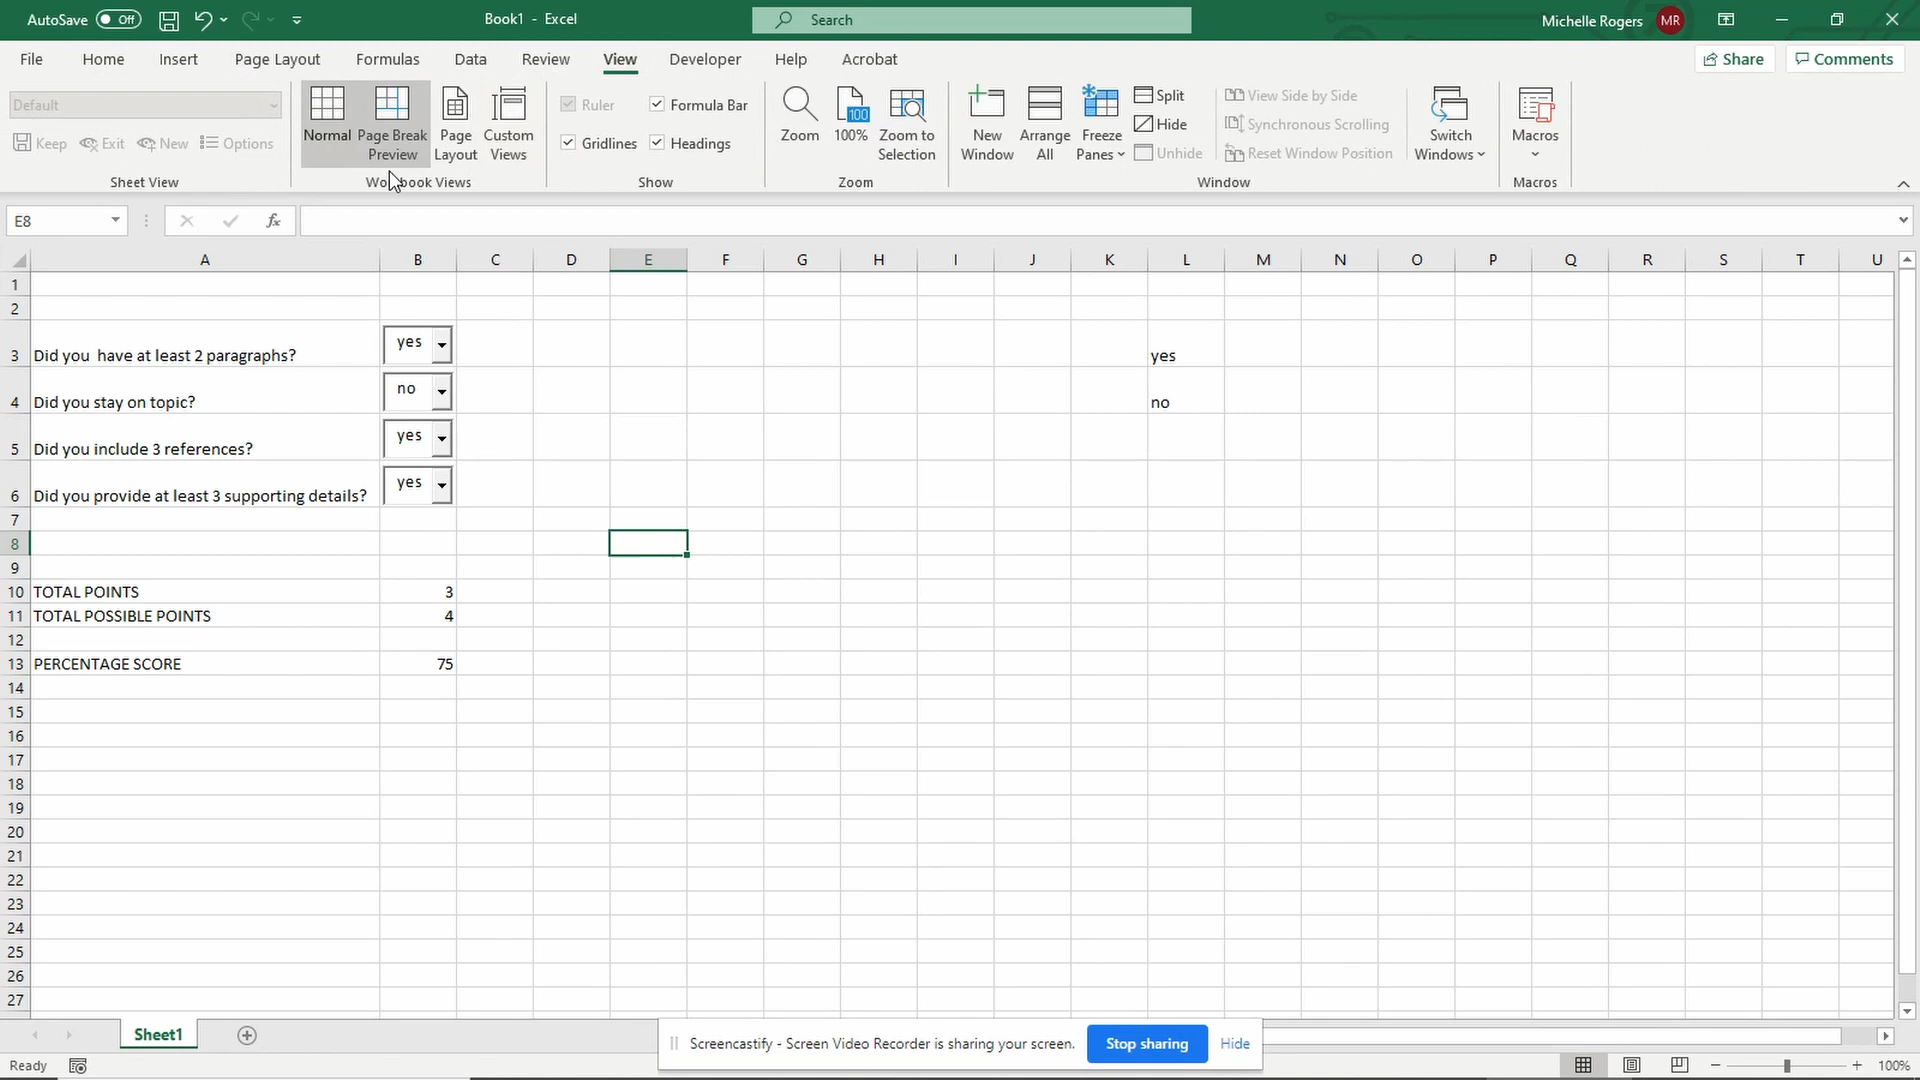 AutoSave Off Book1 - Excel Search Michelle Rogers MR
File Home Insert Page Layout Formulas Data Review View Developer Help Acrobat Share Comments
Default
Keep Exit New Options
Sheet View
Normal Page Break Preview Page Layout Custom Views
Workbook Views
Ruler Formula Bar
Gridlines Headings
Show
Zoom 100 100% Zoom to Selection
Zoom
New Window Arrange All Freeze Panes
Split
Hide
Unhide
View Side by Side
Synchronous Scrolling
Reset Window Position
Switch Windows
Window
Macros
Macros
E8 fx
A B C D E F G H I J K L M N O P Q R S T U
1
2
3 Did you have at least 2 paragraphs? yes yes
4 Did you stay on topic? no no
5 Did you include 3 references? yes
6 Did you provide at least 3 supporting details? yes
7
8
9
10 TOTAL POINTS 3
11 TOTAL POSSIBLE POINTS 4
12
13 PERCENTAGE SCORE 75
14
15
16
17
18
19
20
21
22
23
24
25
26
27
Sheet1
Screencastify - Screen Video Recorder is sharing your screen. Stop sharing Hide
Ready 100%